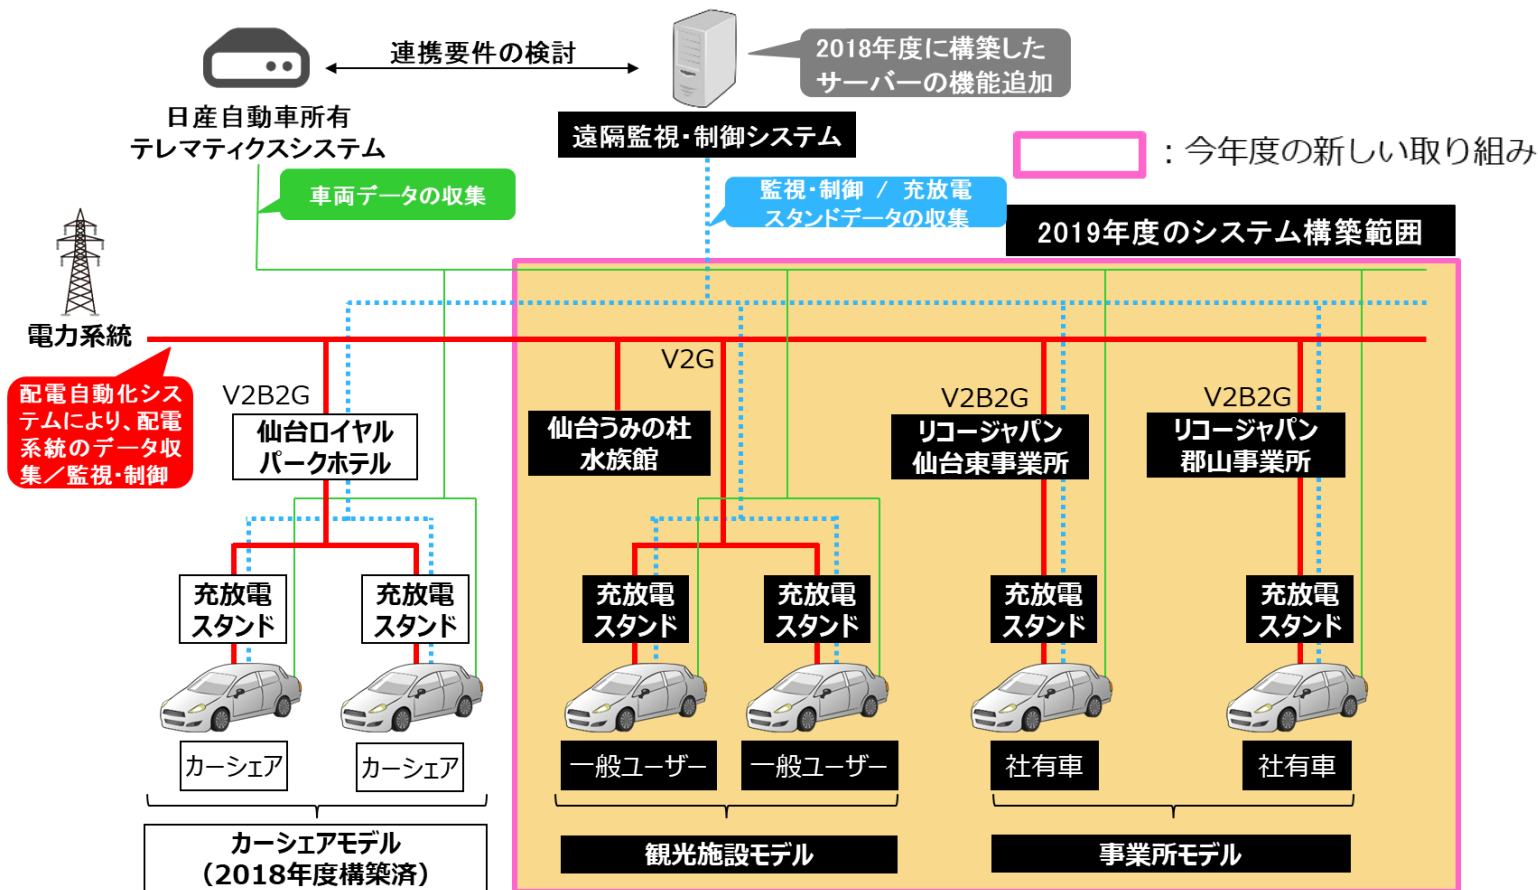 連携要件の検討
2018年度に構築した
サーバーの機能追加
日産自動車所有
テレマティクスシステム
遠隔監視・制御システム
：今年度の新しい取り組み
車両データの収集
監視・制御 / 充放電
スタンドデータの収集
2019年度のシステム構築範囲
電力系統
配電自動化シス
テムにより、配電
系統のデータ収
集／監視・制御
V2B2G
仙台ロイヤル
パークホテル
V2G
仙台うみの杜
水族館
V2B2G
リコージャパン
仙台東事業所
V2B2G
リコージャパン
郡山事業所
充放電
スタンド
充放電
スタンド
充放電
スタンド
充放電
スタンド
充放電
スタンド
充放電
スタンド
カーシェア
カーシェア
一般ユーザー
一般ユーザー
社有車
社有車
カーシェアモデル
（2018年度構築済）
観光施設モデル
事業所モデル